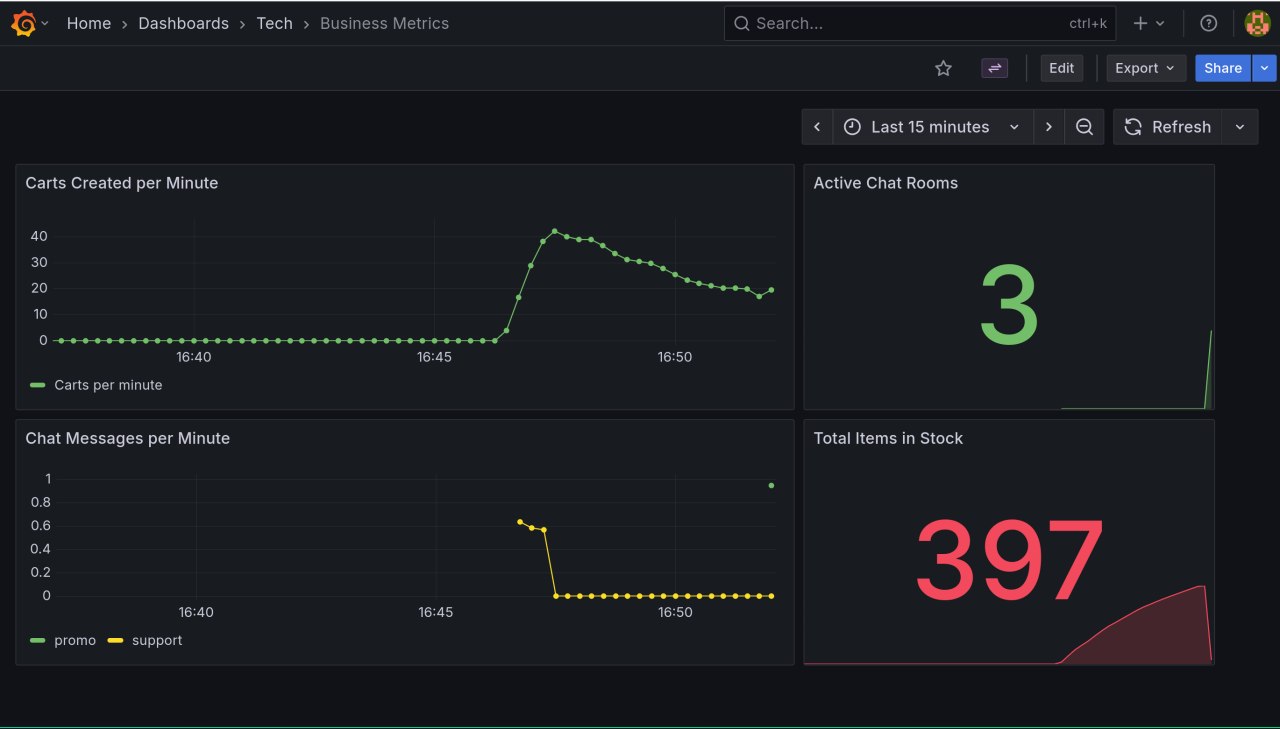 Home > Dashboards > Tech > Business Metrics
Search... ctrl+k
Edit Export Share
Last 15 minutes Refresh
Carts Created per Minute
40
30
20
10
0
16:40 16:45 16:50
Carts per minute
Active Chat Rooms
3
Chat Messages per Minute
1
0.8
0.6
0.4
0.2
0
16:40 16:45 16:50
promo support
Total Items in Stock
397